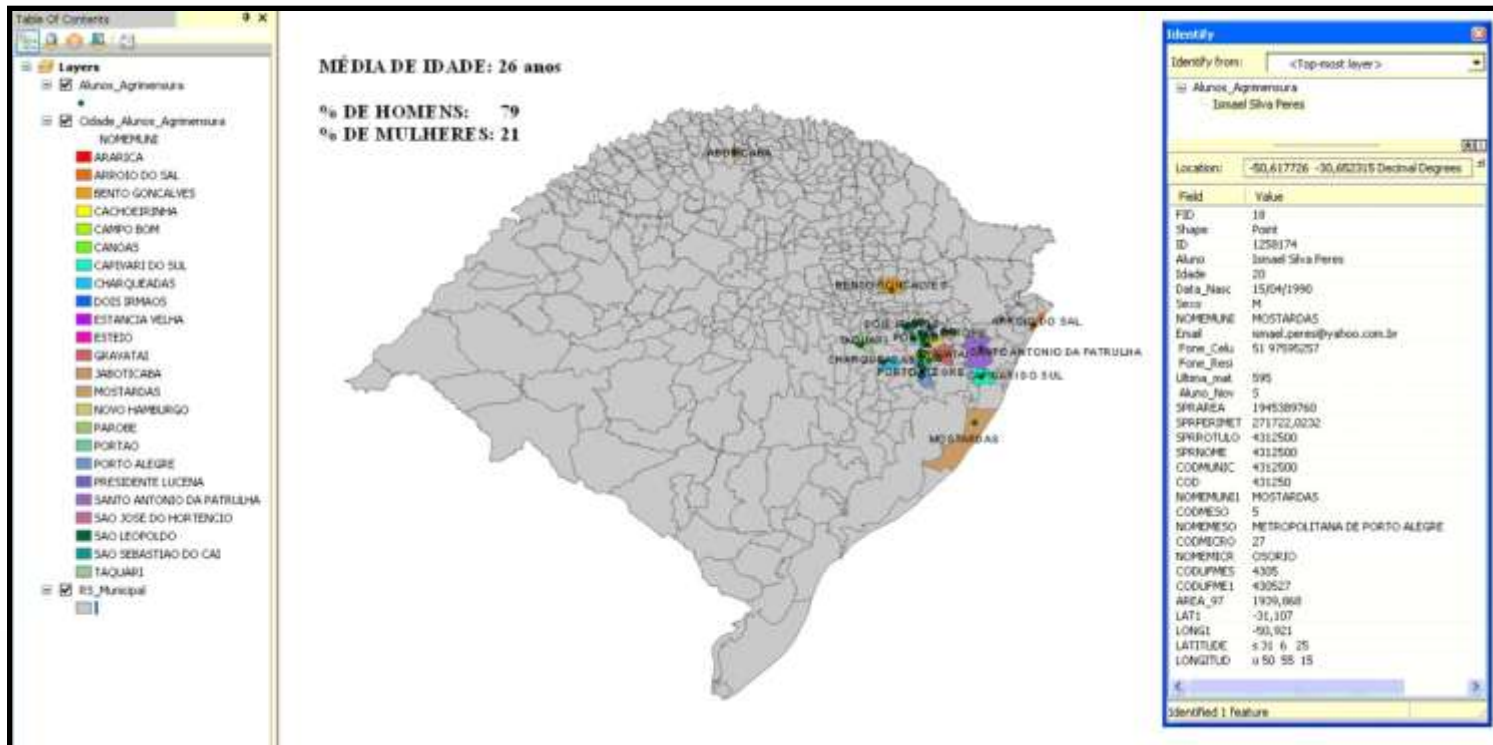 Table Of Contents
Layers
Alunos_Agrimensura
Cidade_Alunos_Agrimensura
NOMEMUNI
ARARICA
ARROIO DO SAL
BENTO GONCALVES
CACHOEIRINHA
CAMPO BOM
CANOAS
CAPIVARI DO SUL
CHARQUEADAS
DOIS IRMAOS
ESTANCIA VELHA
ESTEIO
GRAVATAI
JABOTICABA
MOSTARDAS
NOVO HAMBURGO
PAROBE
PORTAO
PORTO ALEGRE
PRESIDENTE LUCENA
SANTO ANTONIO DA PATRULHA
SAO JOSE DO HORTENCIO
SAO LEOPOLDO
SAO SEBASTIAO DO CAI
TAQUARI
RS_Municipal
MÉDIA DE IDADE: 26 anos
% DE HOMENS: 79
% DE MULHERES: 21
BENTO GONCALVES
ARROIO DO SAL
TAQUARI
SANTO ANTONIO DA PATRULHA
CHARQUEADAS
PORTO ALEGRE
CAPIVARI DO SUL
MOSTARDAS
Identify
Identify from: <Top-most layer>
Alunos_Agrimensura
Ismael Silva Peres
Location: -50,617726 -30,652315 Decimal Degrees
Field Value
FID 18
Shape Point
ID 1258174
Aluno Ismael Silva Peres
Idade 20
Data_Nasc 15/04/1990
Sexo M
NOMEMUNI MOSTARDAS
Email ismael.peres@yahoo.com.br
Fone_Celu 51 97595257
Fone_Resi
Ultima_mat 595
Aluno_Nov 5
SPRAREA 1945389760
SPRPERIMET 271722,0232
SPRROTULO 4312500
SPRNOME 4312500
CODMUNIC 4312500
COD 431250
NOMEMUNI1 MOSTARDAS
CODMESO 5
NOMEMESO METROPOLITANA DE PORTO ALEGRE
CODMICRO 27
NOMEMICR OSORIO
CODUFMES 4305
CODUFME1 430527
AREA_97 1939,868
LAT1 -31,107
LONG1 -50,921
LATITUDE s 31 6 25
LONGITUD o 50 55 15
Identified 1 feature